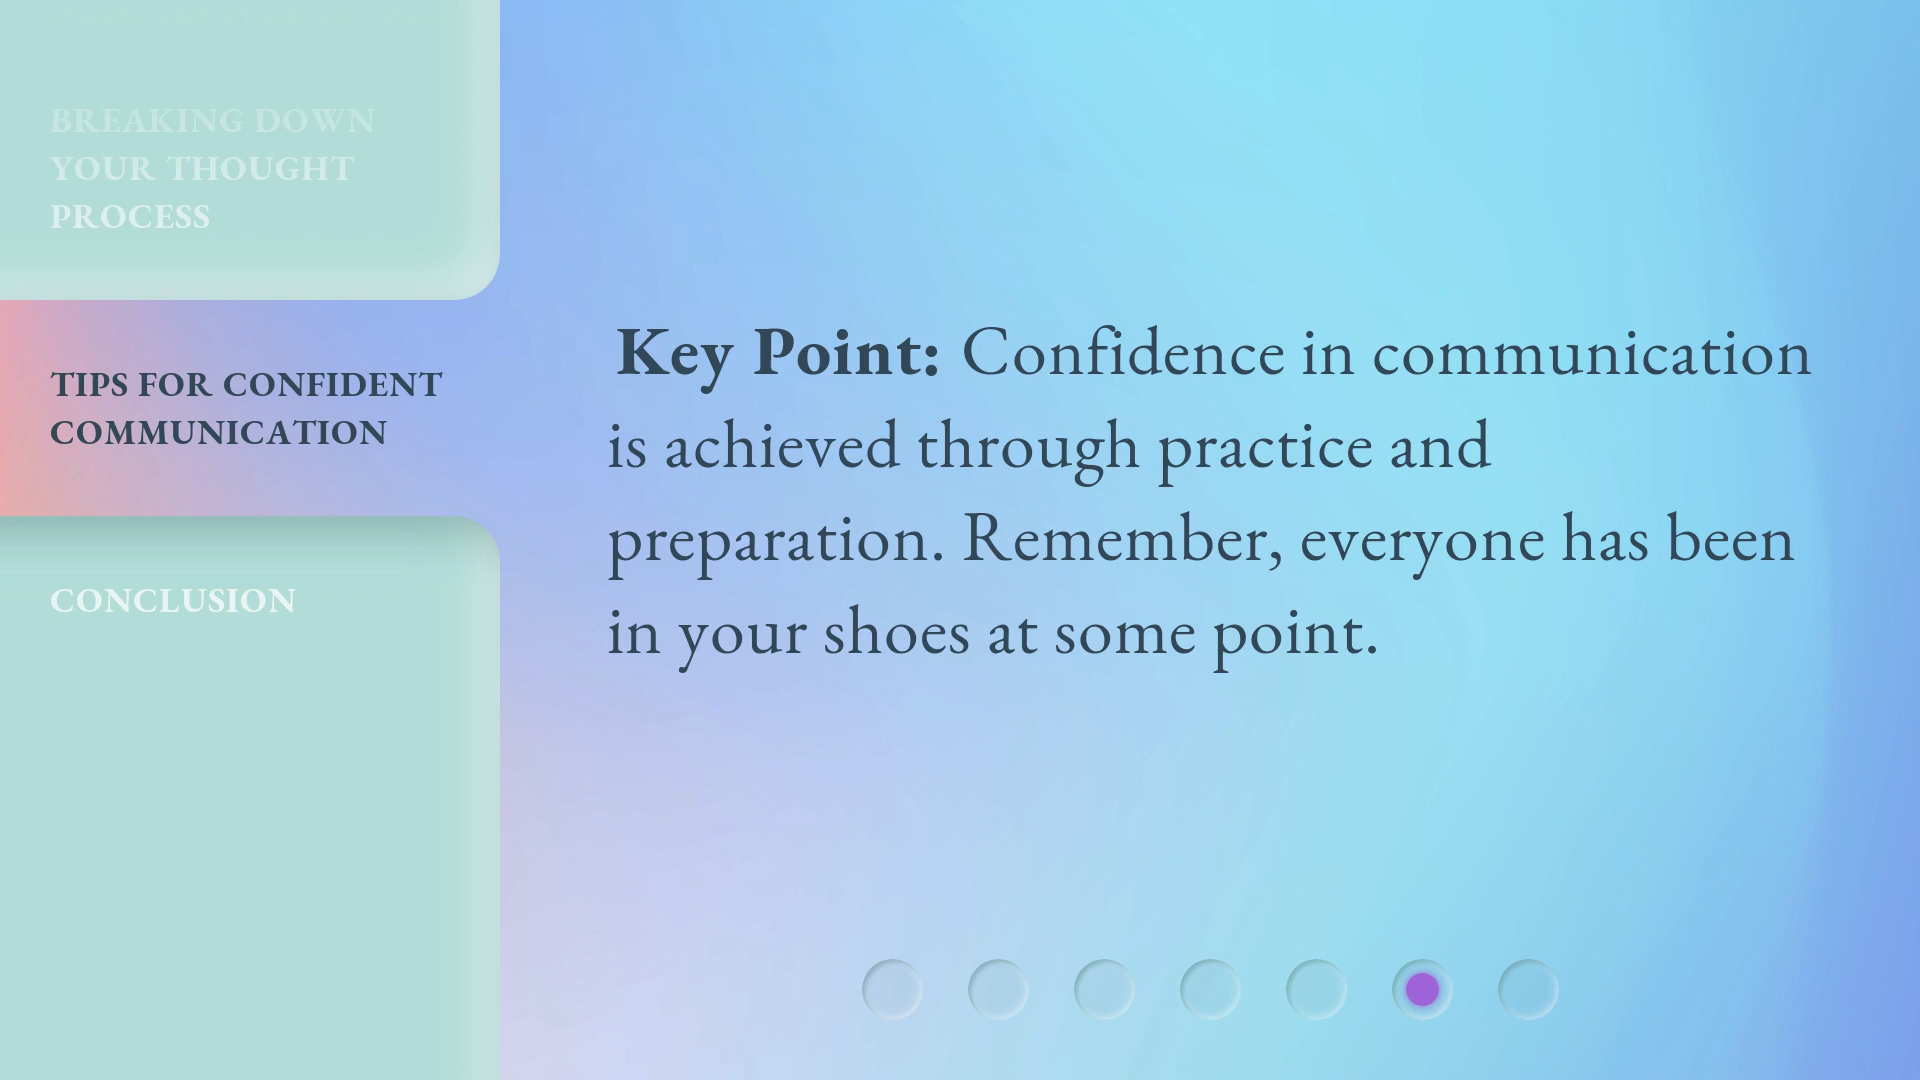 BREAKING DOWN
YOUR THOUGHT
PROCESS
TIPS FOR CONFIDENT
COMMUNICATION
CONCLUSION
Key Point: Confidence in communication
is achieved through practice and
preparation. Remember, everyone has been
in your shoes at some point.